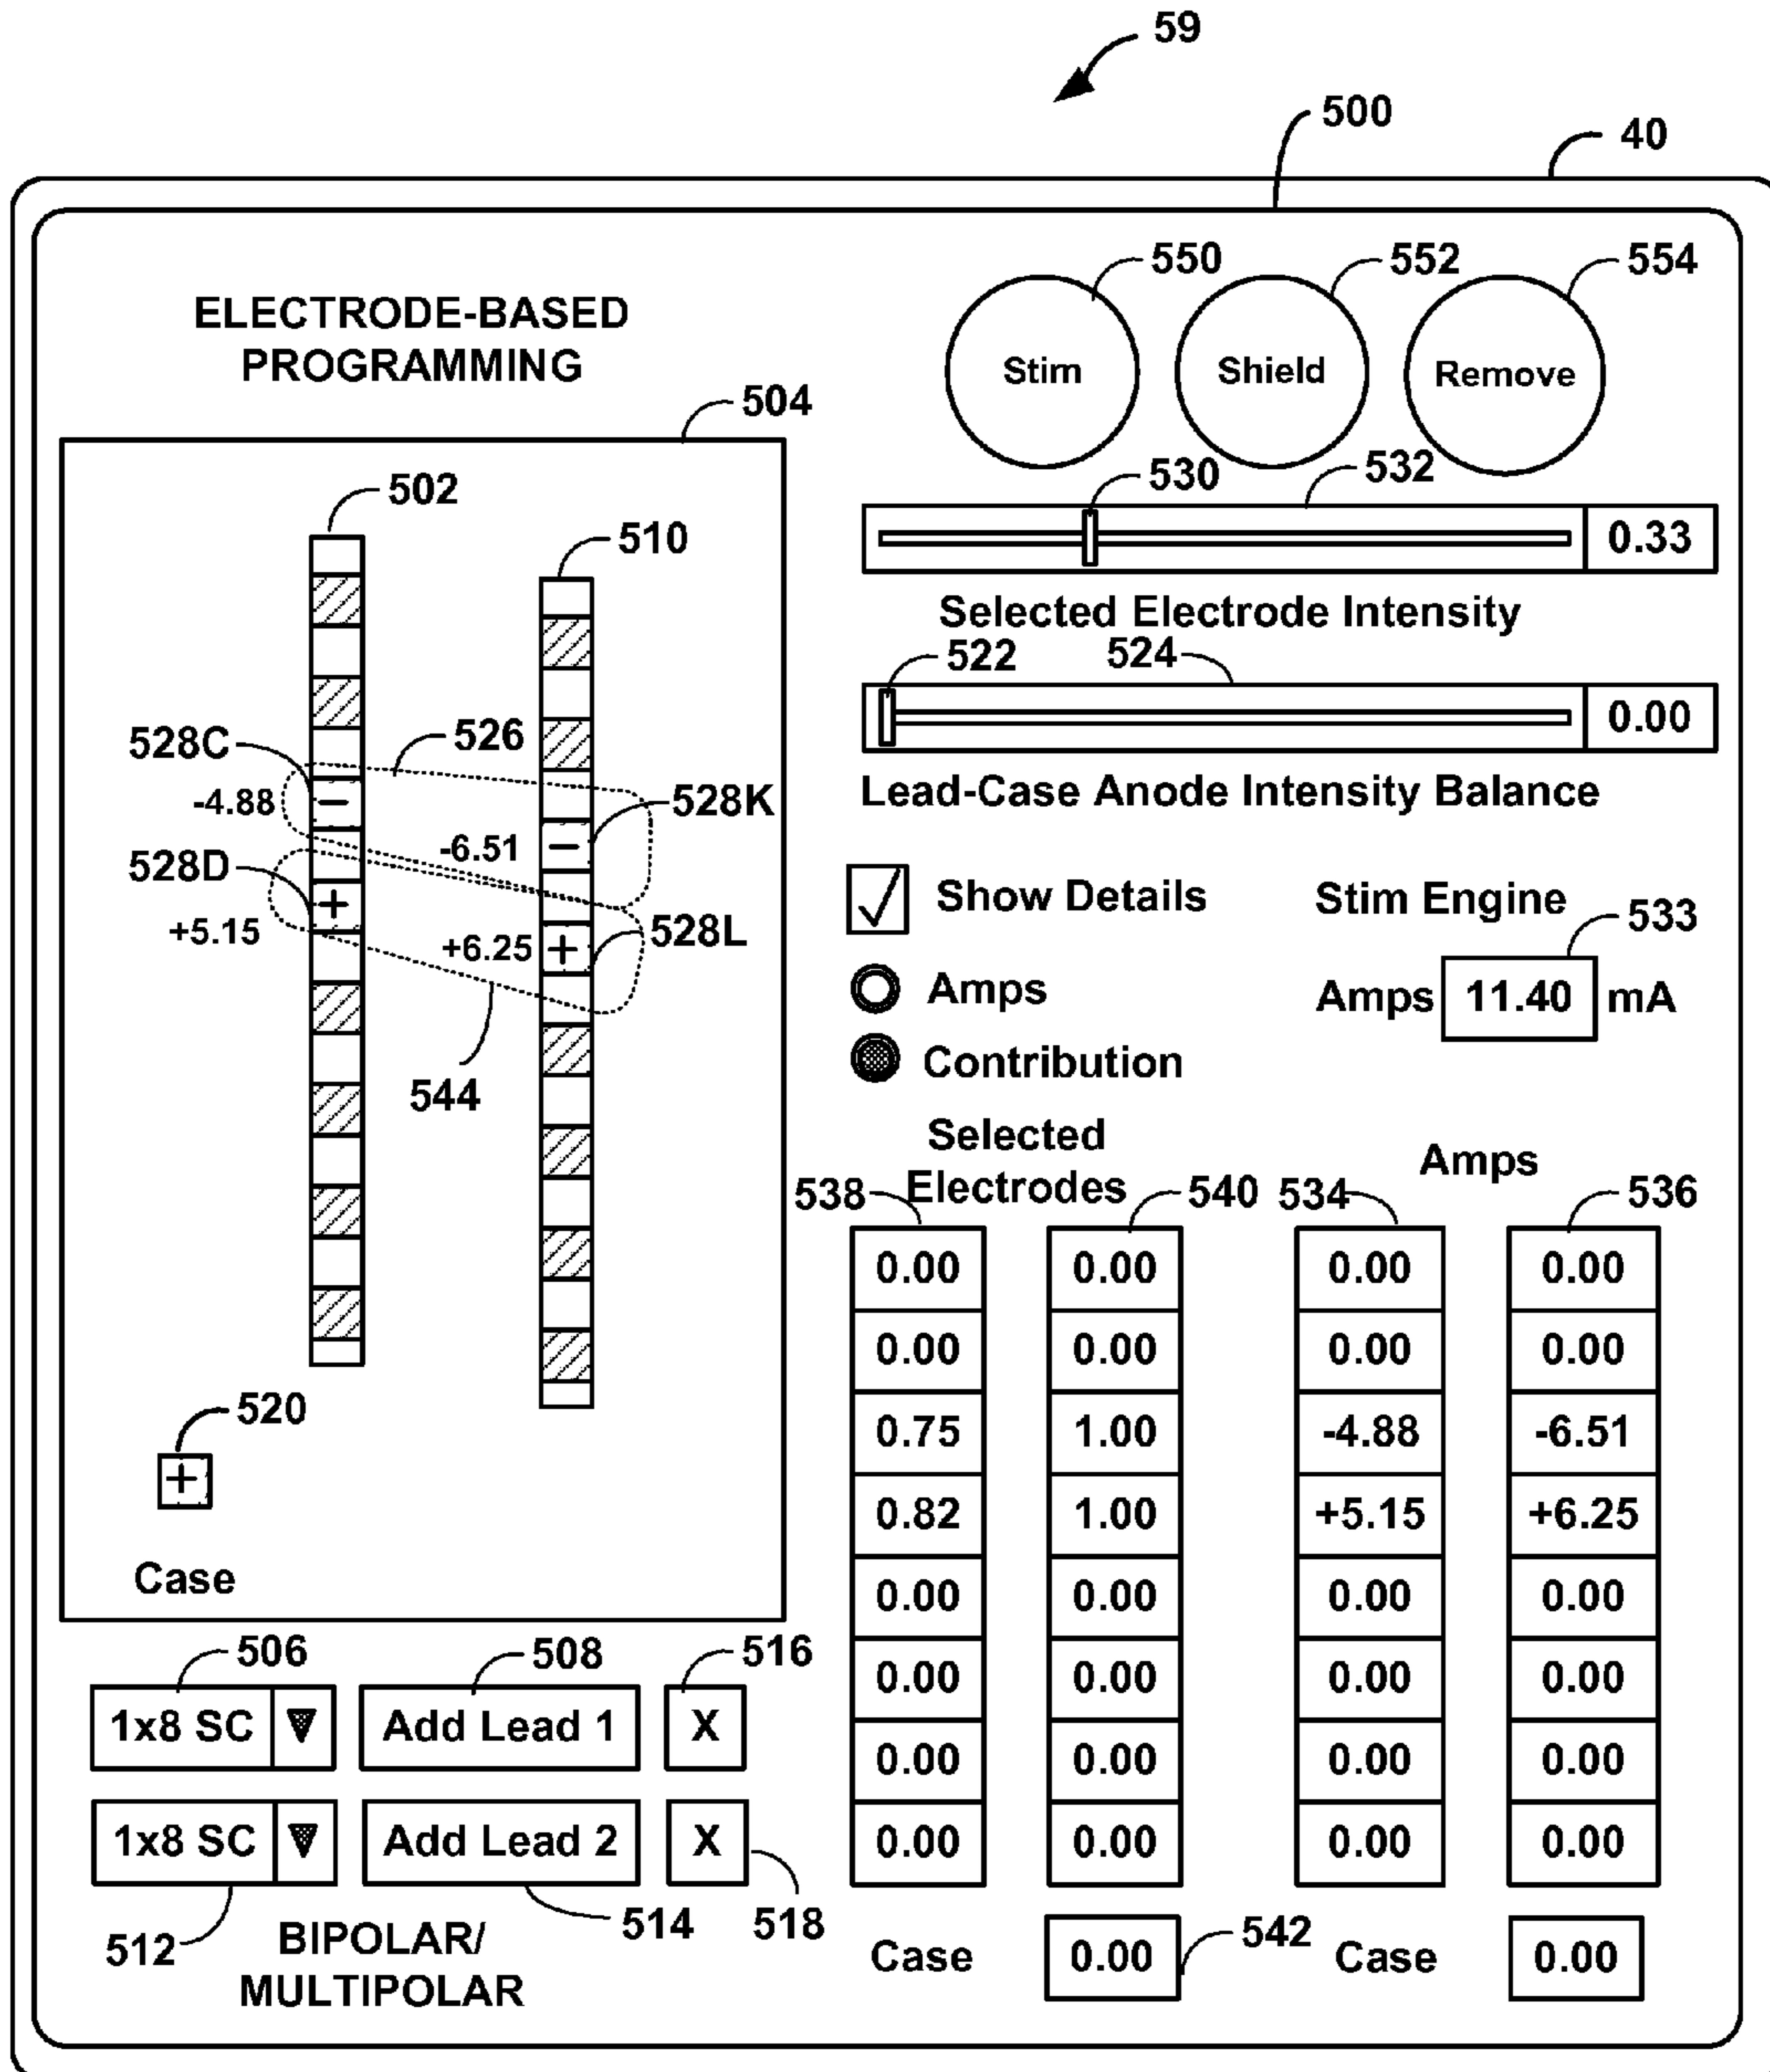 59
500
40
550
552
554
ELECTRODE-BASED
PROGRAMMING
Stim
Shield
Remove
504
502
510
530
532
0.33
Selected Electrode Intensity
522
524
0.00
Lead-Case Anode Intensity Balance
528C
526
-4.88
−
528K
-6.51
−
528D
+
+5.15
+6.25
+
528L
544
Show Details
Stim Engine
533
Amps
Amps
11.40
mA
Contribution
Selected
Electrodes
Amps
538
540
534
536
0.00 0.00 0.00 0.00
0.00 0.00 0.00 0.00
0.75 1.00 -4.88 -6.51
0.82 1.00 +5.15 +6.25
0.00 0.00 0.00 0.00
0.00 0.00 0.00 0.00
0.00 0.00 0.00 0.00
0.00 0.00 0.00 0.00
520
+
Case
506
508
516
1x8 SC
Add Lead 1
X
1x8 SC
Add Lead 2
X
512
514
518
BIPOLAR/
MULTIPOLAR
Case
0.00
542
Case
0.00